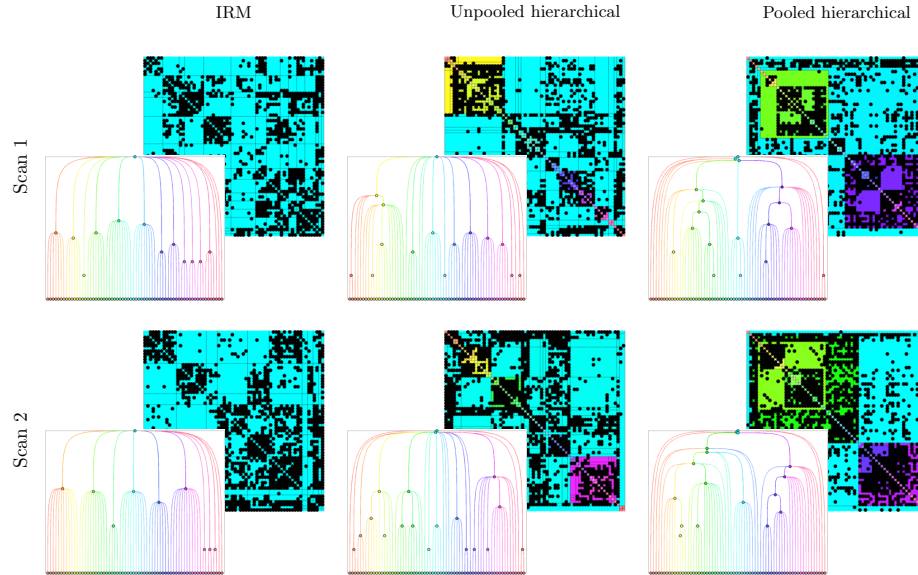 IRM
Unpooled hierarchical
Pooled hierarchical
Scan 1
Scan 2